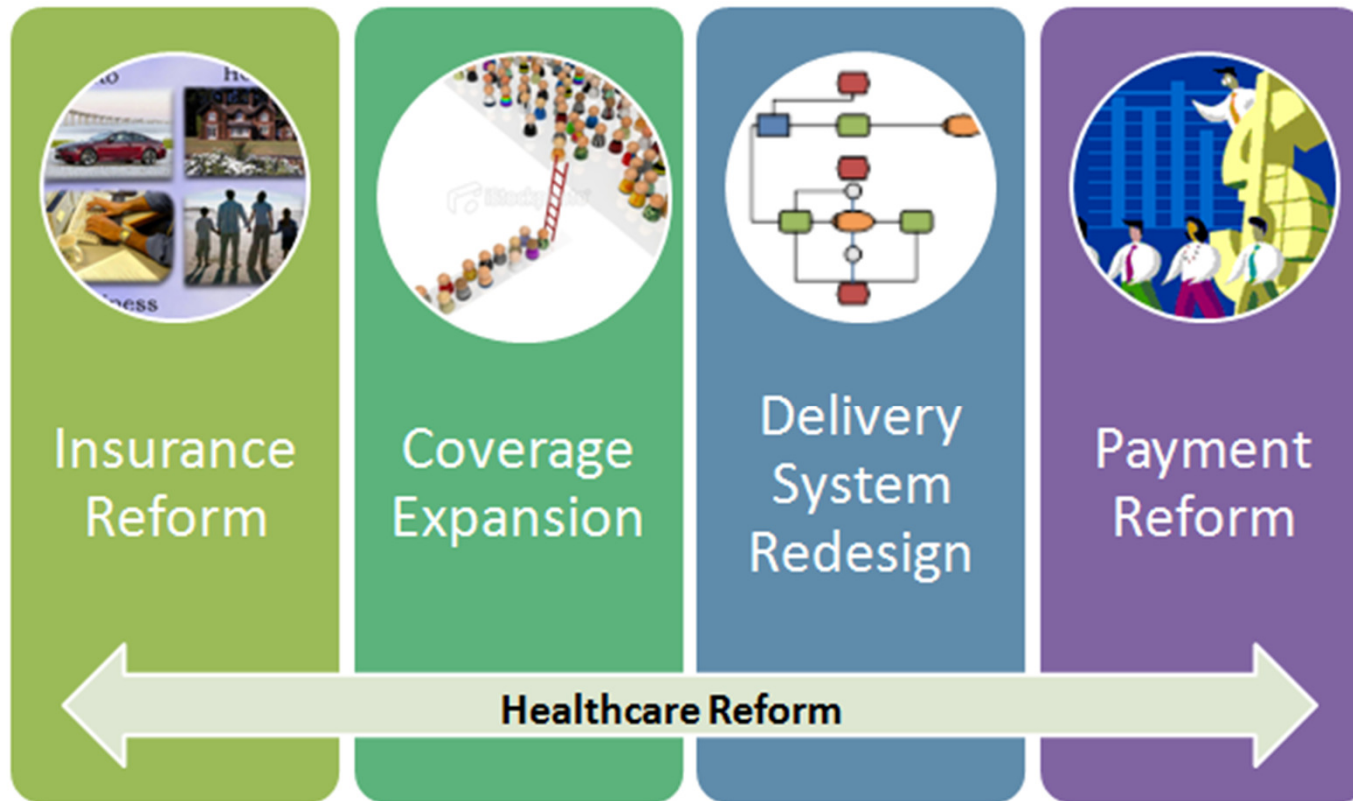 Insurance
Reform
Coverage
Expansion
Delivery
System
Redesign
Payment
Reform
Healthcare Reform